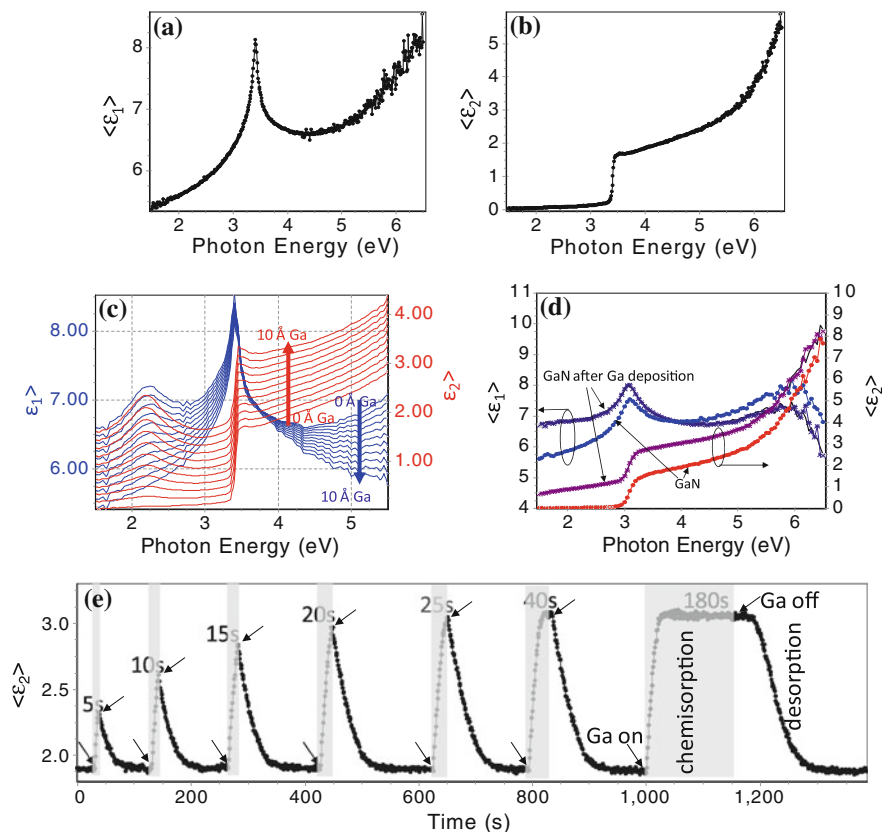 (a)
(b)
8
7
6
<ε1>
2 3 4 5 6
Photon Energy (eV)
5
4
3
2
1
0
<ε2>
2 3 4 5 6
Photon Energy (eV)
(c)
(d)
8.00
7.00
6.00
ε1>
4.00
3.00
2.00
1.00
ε2>
10 Å Ga
0 Å Ga
0 Å Ga
10 Å Ga
2 3 4 5
Photon Energy (eV)
11
10
9
8
7
6
5
4
<ε1>
10
9
8
7
6
5
4
3
2
1
0
<ε2>
GaN after Ga deposition
GaN
2 3 4 5 6
Photon Energy (eV)
(e)
3.0
2.5
2.0
<ε2>
5s
10s
15s
20s
25s
40s
180s
Ga off
Ga on
chemisorption
desorption
0 200 400 600 800 1,000 1,200
Time (s)